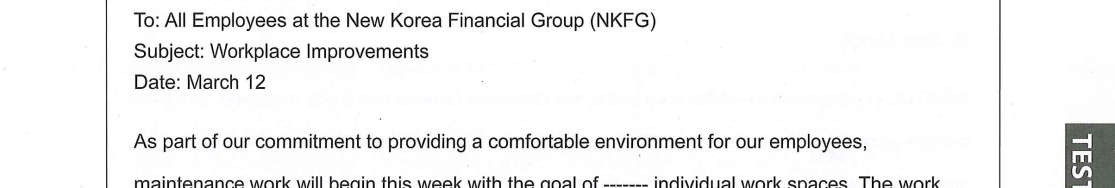 To: All Employees at the New Korea Financial Group (NKFG)
Subject: Workplace Improvements
Date: March 12
As part of our commitment to providing a comfortable environment for our employees,
maintenance work will begin this week with the goal of ------- individual work spaces. The work
TEST